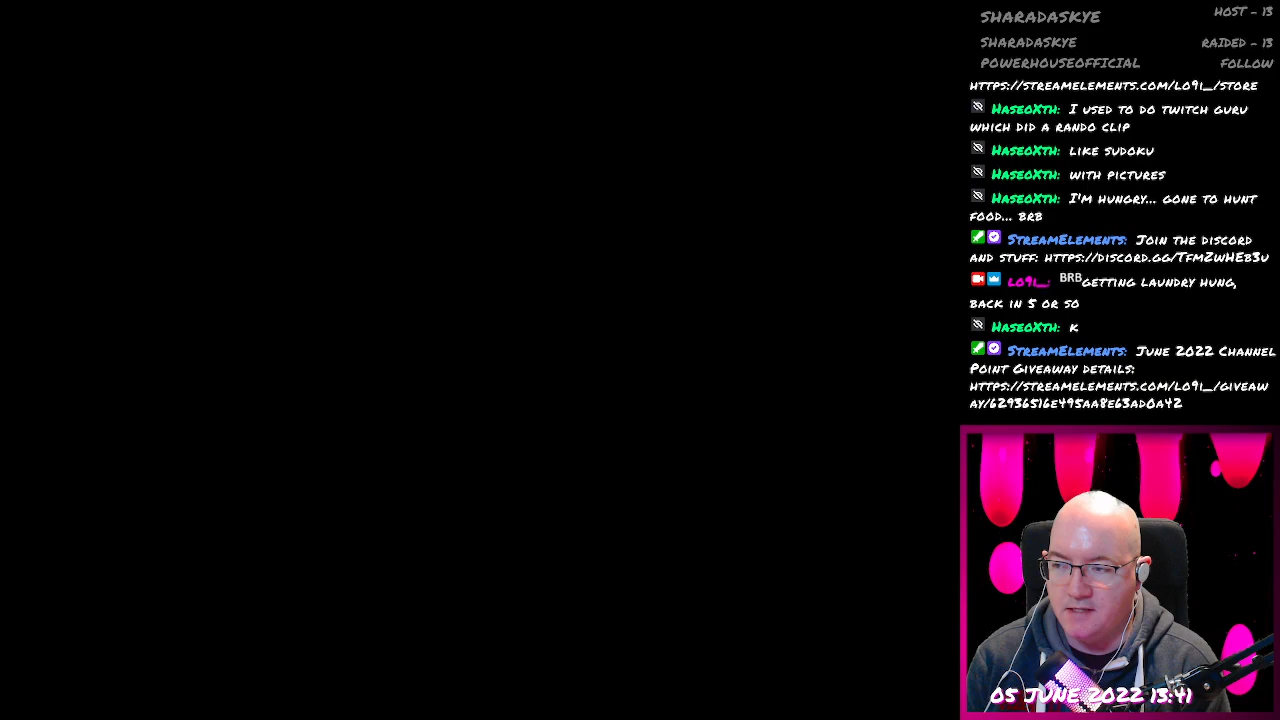 SHARADASKYE HOST - 13
SHARADASKYE RAIDED - 13
POWERHOUSEOFFICIAL FOLLOW
HTTPS://STREAMELEMENTS.COM/LO9I_/STORE
HASEOXTH: I USED TO DO TWITCH GURU
WHICH DID A RANDO CLIP
HASEOXTH: LIKE SUDOKU
HASEOXTH: WITH PICTURES
HASEOXTH: I'M HUNGRY... GONE TO HUNT
FOOD... BRB
STREAMELEMENTS: JOIN THE DISCORD
AND STUFF: HTTPS://DISCORD.GG/TFMZWHEB3U
LO9I_: BRB GETTING LAUNDRY HUNG,
BACK IN 5 OR SO
HASEOXTH: K
STREAMELEMENTS: JUNE 2022 CHANNEL
POINT GIVEAWAY DETAILS:
HTTPS://STREAMELEMENTS.COM/LO9I_/GIVEAW
AY/62936516E495AA8E63AD0A42
05 JUNE 2022 13:41